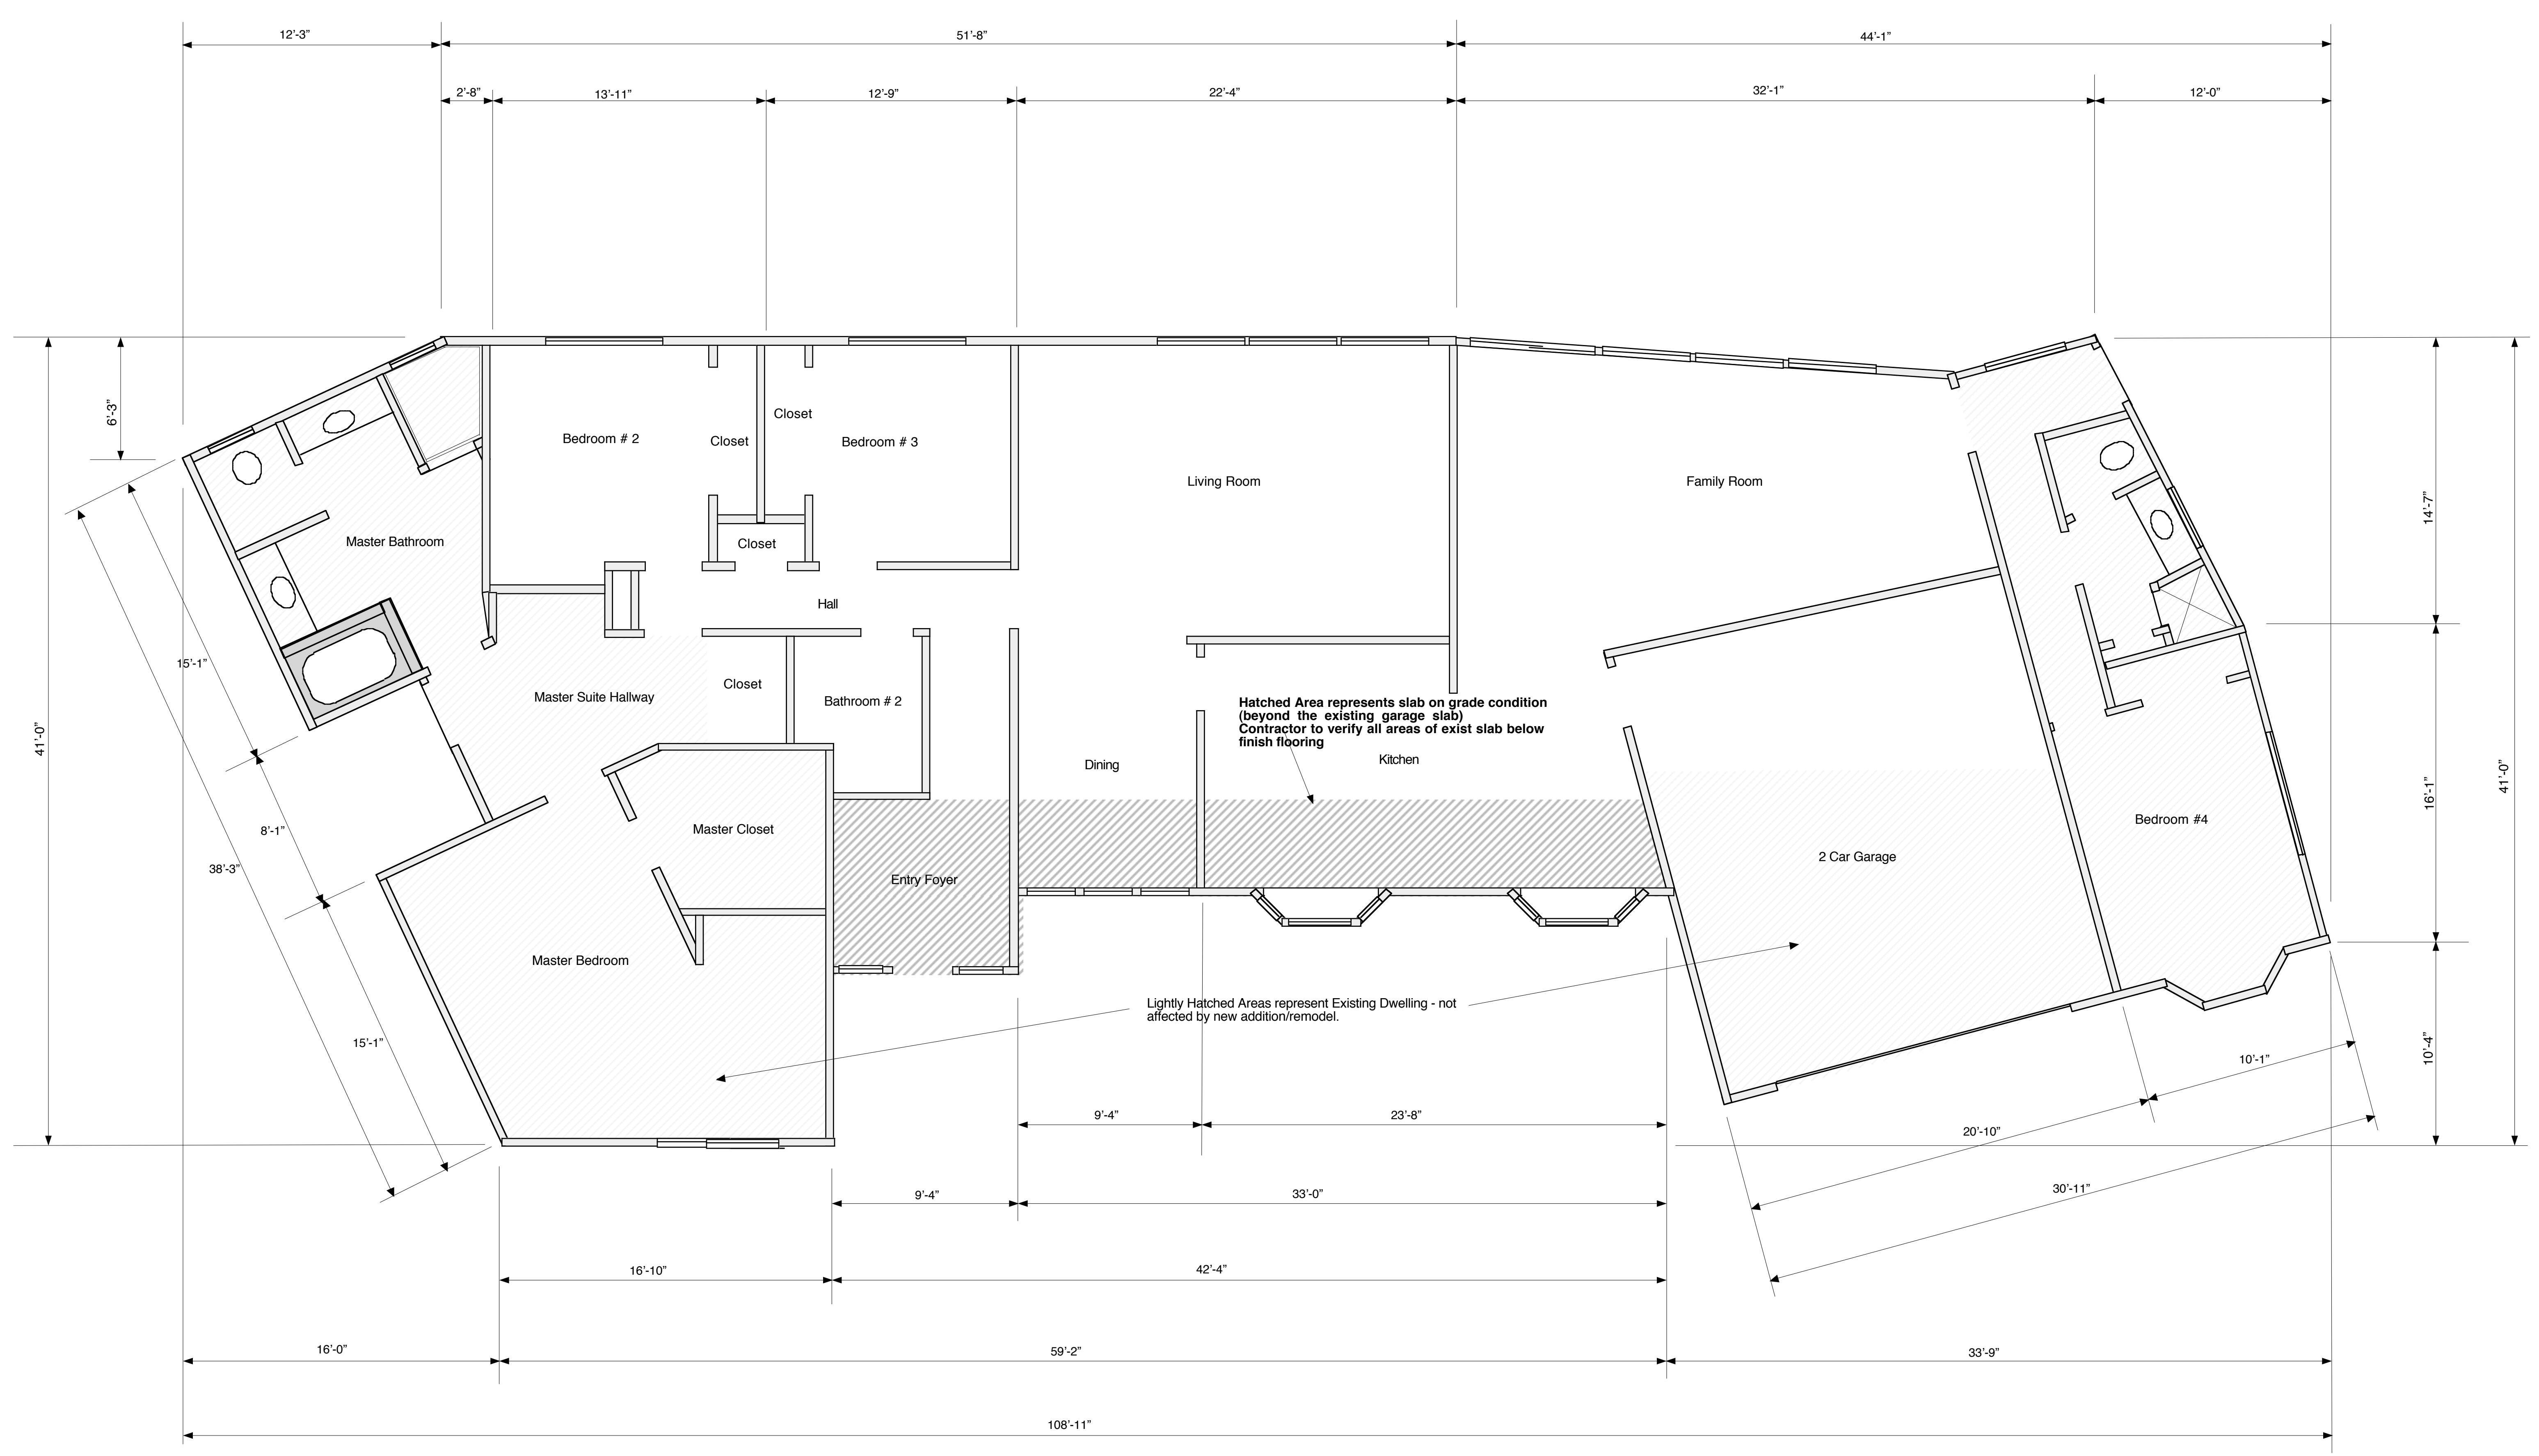 12’-3”
51’-8”
44’-1”
2’-8”
13’-11”
12’-9”
22’-4”
32’-1”
12’-0”
6’-3”
Closet
Bedroom # 2
Closet
Bedroom # 3
Living Room
Family Room
14’-7”
Master Bathroom
Closet
Hall
15’-1”
Master Suite Hallway
Closet
Bathroom # 2
Hatched Area represents slab on grade condition
(beyond the existing garage slab)
Contractor to verify all areas of exist slab below
finish flooring
41’-0”
Dining
Kitchen
16’-1”
41’-0”
8’-1”
Master Closet
Bedroom #4
38’-3”
Entry Foyer
2 Car Garage
Master Bedroom
Lightly Hatched Areas represent Existing Dwelling - not
affected by new addition/remodel.
15’-1”
10’-4”
10’-1”
9’-4”
23’-8”
20’-10”
9’-4”
33’-0”
30’-11”
16’-10”
42’-4”
16’-0”
59’-2”
33’-9”
108’-11”